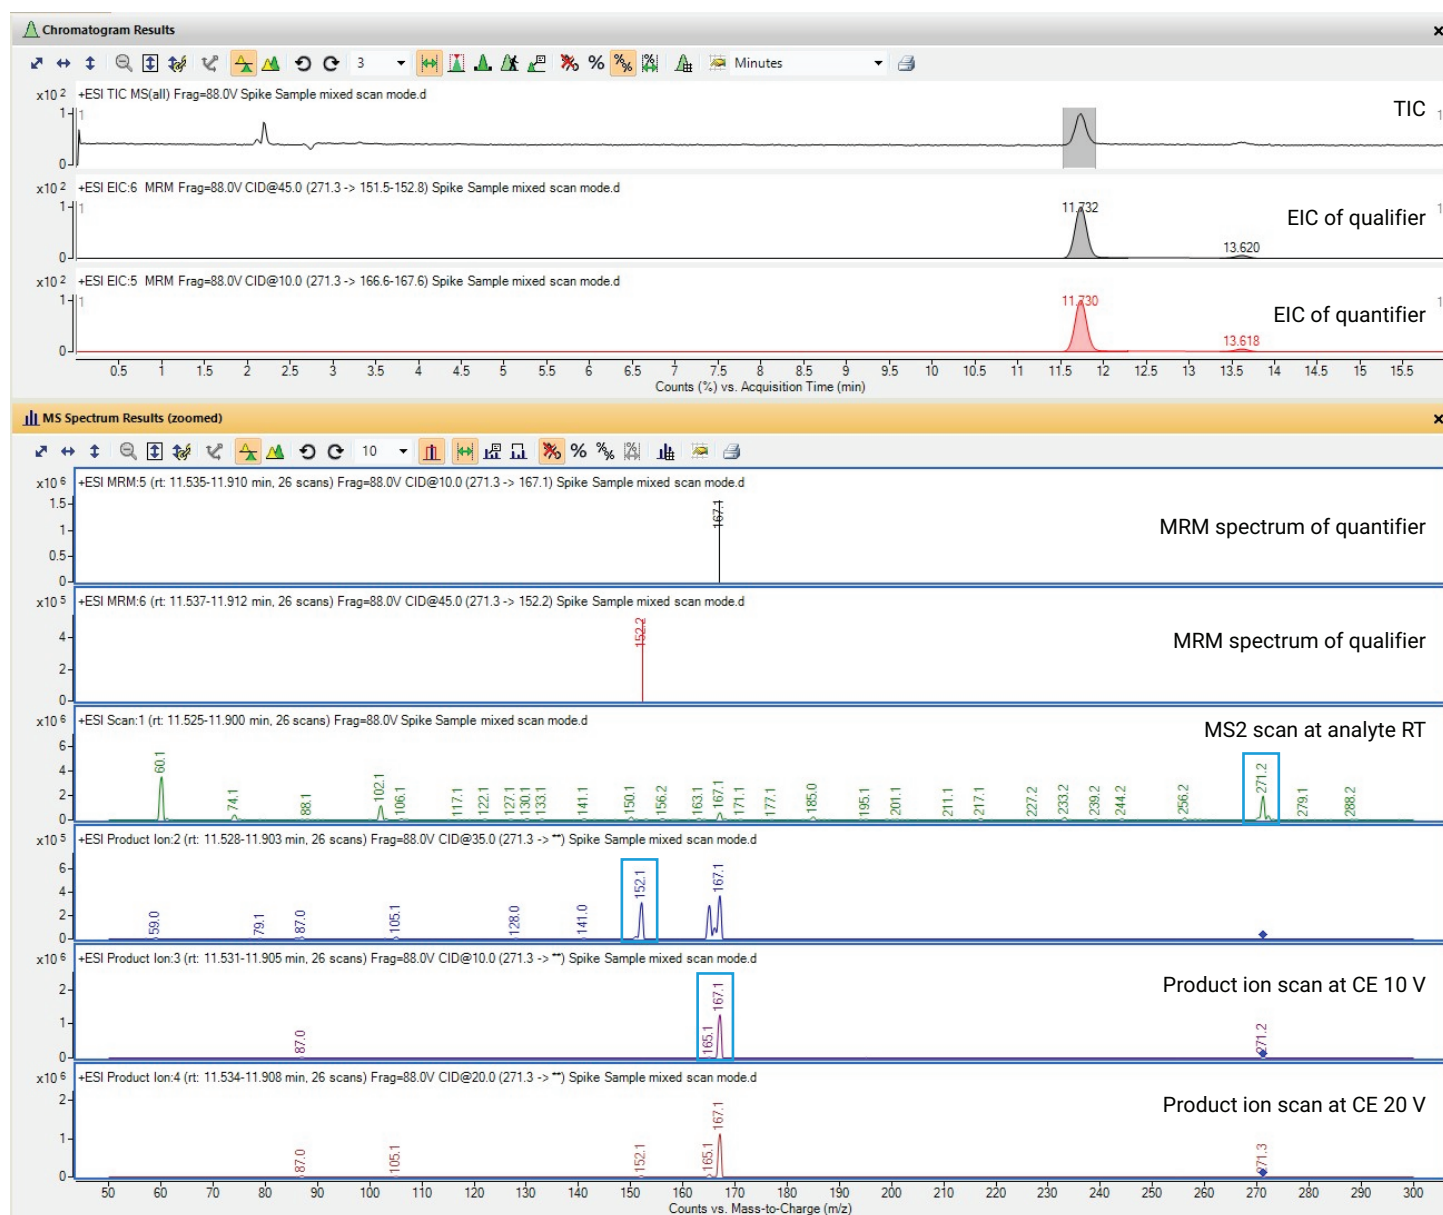 Chromatogram Results
3
Minutes
x10 2 +ESI TIC MS(all) Frag=88.0V Spike Sample mixed scan mode.d
TIC
1
1
1
0
x10 2 +ESI EIC:6 MRM Frag=88.0V CID@45.0 (271.3 -> 151.5-152.8) Spike Sample mixed scan mode.d
1
1
11.732
1
EIC of qualifier
13.620
0
x10 2 +ESI EIC:5 MRM Frag=88.0V CID@10.0 (271.3 -> 166.6-167.6) Spike Sample mixed scan mode.d
1
1
11.730
1
EIC of quantifier
13.618
0
0.5 1 1.5 2 2.5 3 3.5 4 4.5 5 5.5 6 6.5 7 7.5 8 8.5 9 9.5 10 10.5 11 11.5 12 12.5 13 13.5 14 14.5 15 15.5
Counts (%) vs. Acquisition Time (min)
MS Spectrum Results (zoomed)
10
x10 6 +ESI MRM:5 (rt: 11.535-11.910 min, 26 scans) Frag=88.0V CID@10.0 (271.3 -> 167.1) Spike Sample mixed scan mode.d
1.5
167.1
1
MRM spectrum of quantifier
0.5
0
x10 5 +ESI MRM:6 (rt: 11.537-11.912 min, 26 scans) Frag=88.0V CID@45.0 (271.3 -> 152.2) Spike Sample mixed scan mode.d
4
152.2
MRM spectrum of qualifier
2
0
x10 6 +ESI Scan:1 (rt: 11.525-11.900 min, 26 scans) Frag=88.0V Spike Sample mixed scan mode.d
MS2 scan at analyte RT
6
4
2
0
60.1 74.1 88.1 102.1 106.1 117.1 122.1 127.1 130.1 133.1 141.1 150.1 156.2 163.1 167.1 171.1 177.1 185.0 195.1 201.1 211.1 217.1 227.2 233.2 239.2 244.2 256.2 271.2 279.1 288.2
x10 5 +ESI Product Ion:2 (rt: 11.528-11.903 min, 26 scans) Frag=88.0V CID@35.0 (271.3 -> **) Spike Sample mixed scan mode.d
6
4
2
0
59.0 79.1 87.0 105.1 128.0 141.0 152.1 167.1
x10 6 +ESI Product Ion:3 (rt: 11.531-11.905 min, 26 scans) Frag=88.0V CID@10.0 (271.3 -> **) Spike Sample mixed scan mode.d
2
Product ion scan at CE 10 V
1
0
87.0 165.1 167.1 271.2
x10 6 +ESI Product Ion:4 (rt: 11.534-11.908 min, 26 scans) Frag=88.0V CID@20.0 (271.3 -> **) Spike Sample mixed scan mode.d
2
Product ion scan at CE 20 V
1
0
87.0 105.1 152.1 165.1 167.1 271.3
50 60 70 80 90 100 110 120 130 140 150 160 170 180 190 200 210 220 230 240 250 260 270 280 290 300
Counts vs. Mass-to-Charge (m/z)